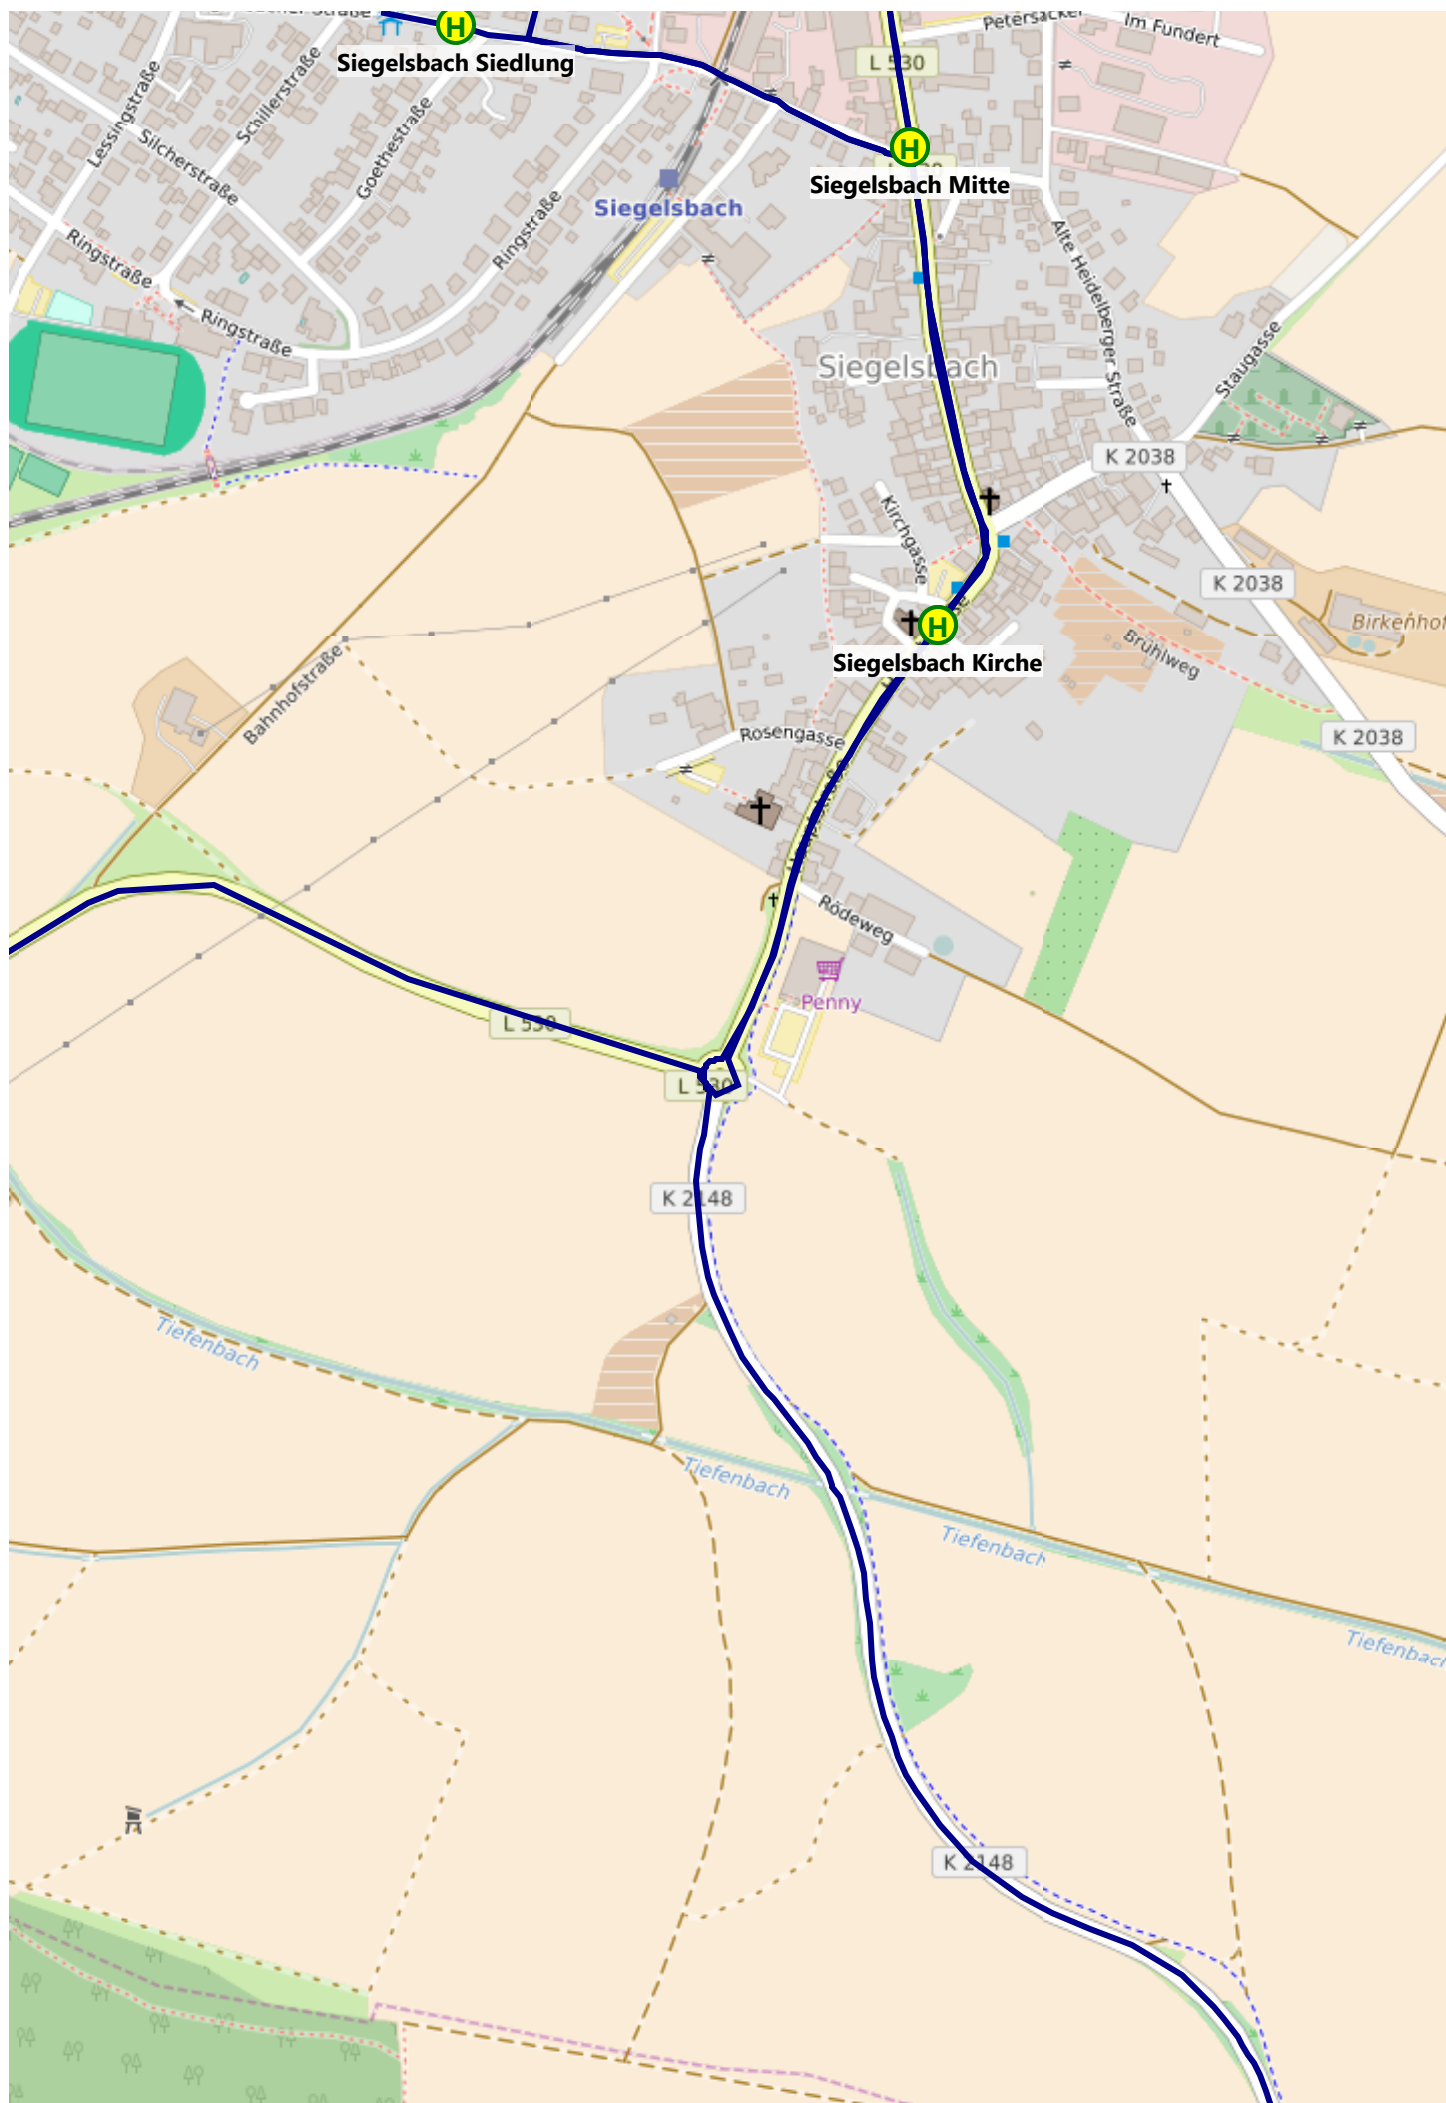 Petersäcker
Im Fundert
H
Siegelsbach Siedlung
L 530
Lessingstraße
Schillerstraße
Silcherstraße
Goethestraße
H
Siegelsbach Mitte
Siegelsbach
Ringstraße
Ringstraße
Ringstraße
Alte Heidelberger Straße
Siegelsbach
Staugasse
K 2038
Kirchgasse
K 2038
H
Siegelsbach Kirche
Birkenhof
Brühlweg
Bahnhofstraße
Rosengasse
K 2038
Hauptstraße
Rödeweg
Penny
L 530
L 530
K 2148
Tiefenbach
Tiefenbach
Tiefenbach
Tiefenbach
K 2148